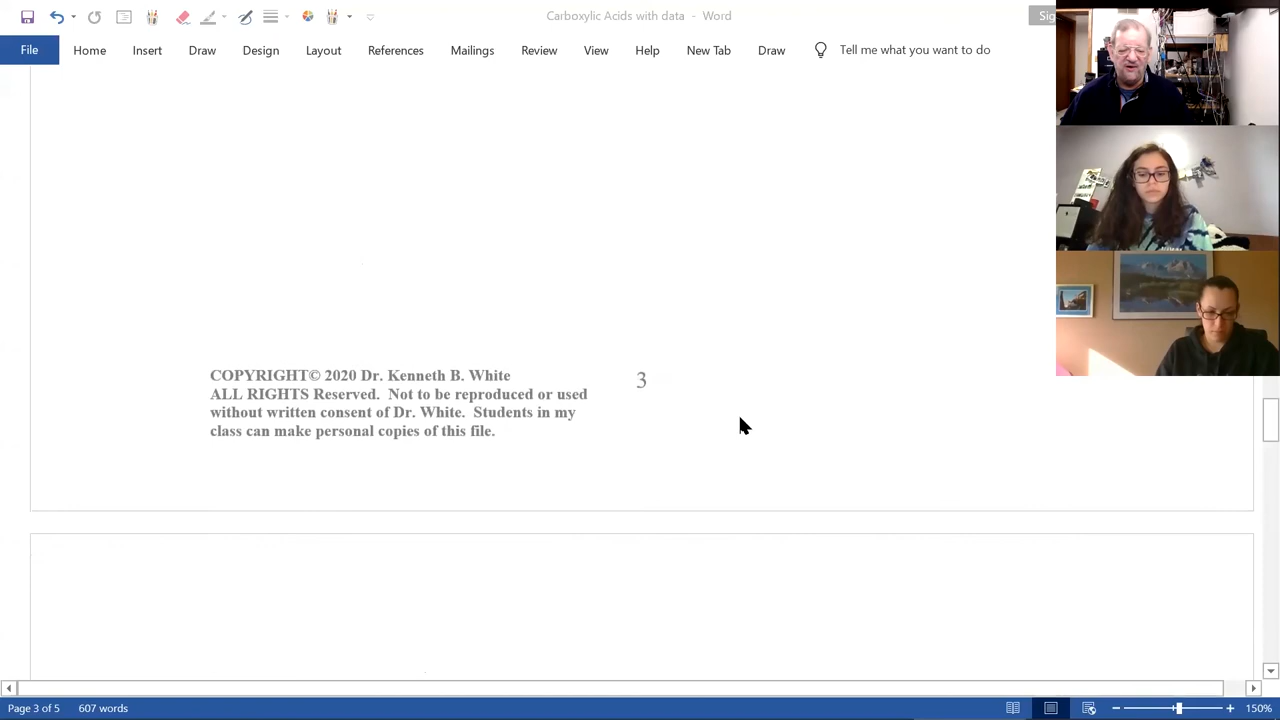 Carboxylic Acids with data - Word
File Home Insert Draw Design Layout References Mailings Review View Help New Tab Draw Tell me what you want to do
COPYRIGHT© 2020 Dr. Kenneth B. White
ALL RIGHTS Reserved. Not to be reproduced or used
without written consent of Dr. White. Students in my
class can make personal copies of this file.
3
Page 3 of 5 607 words 150%